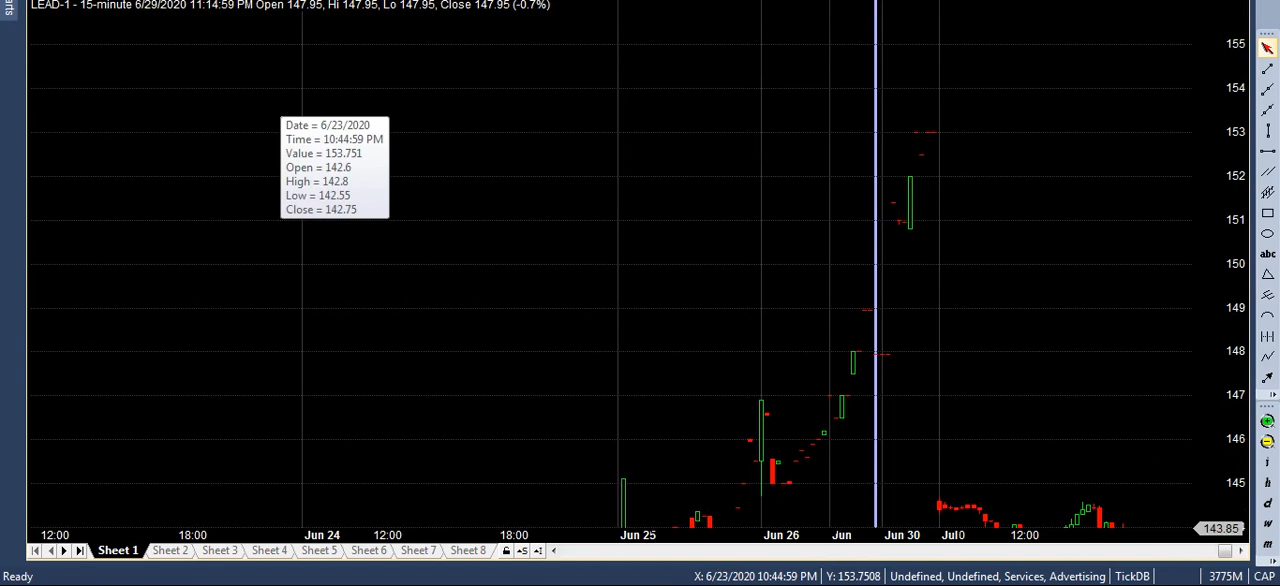 LEAD-1 - 15-minute 6/29/2020 11:14:59 PM Open 147.95, Hi 147.95, Lo 147.95, Close 147.95 (-0.7%)
155
154
153
Date = 6/23/2020
Time = 10:44:59 PM
Value = 153.751
Open = 142.6
High = 142.8
Low = 142.55
Close = 142.75
152
151
150
149
148
147
146
145
143.85
abc
i
h
d
w
m
12:00 18:00 Jun 24 12:00 18:00 Jun 25 Jun 26 Jun Jun 30 Jul0 12:00
Sheet 1 Sheet 2 Sheet 3 Sheet 4 Sheet 5 Sheet 6 Sheet 7 Sheet 8
Ready X: 6/23/2020 10:44:59 PM Y: 153.7508 Undefined, Undefined, Services, Advertising TickDB 3775M CAP